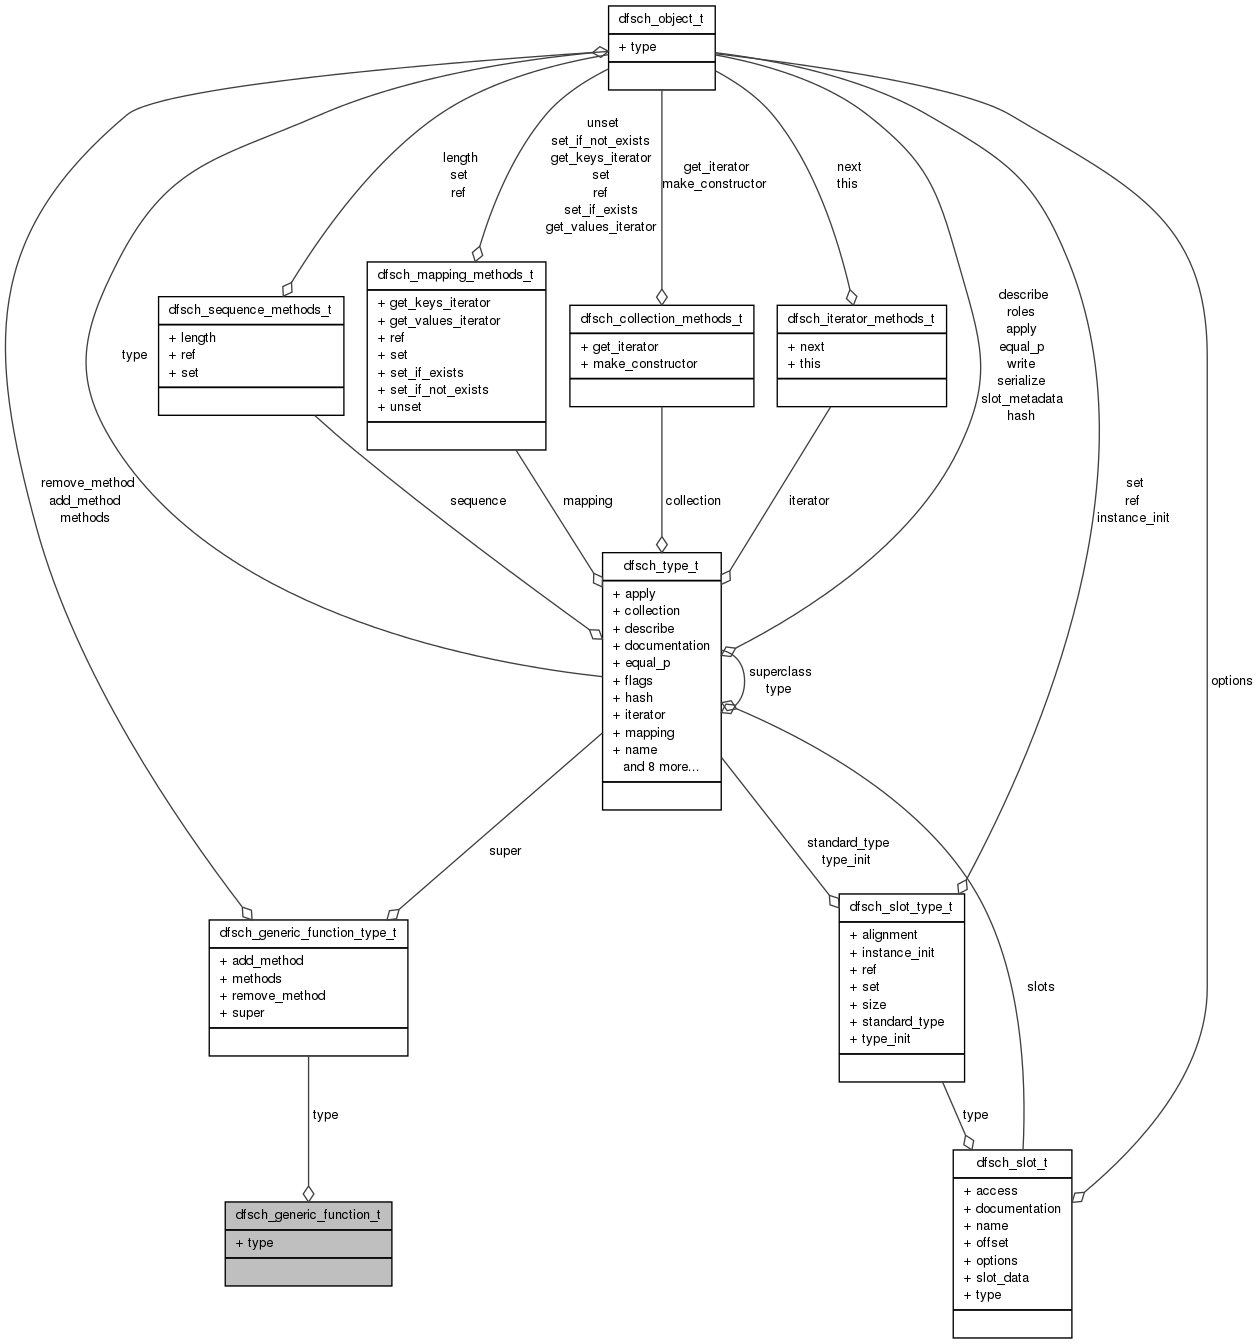 dfsch_object_t
+ type
unset
set_if_not_exists
get_keys_iterator
set
ref
set_if_exists
get_values_iterator
length
set
ref
get_iterator
make_constructor
next
this
dfsch_mapping_methods_t
+ get_keys_iterator
+ get_values_iterator
+ ref
+ set
+ set_if_exists
+ set_if_not_exists
+ unset
dfsch_sequence_methods_t
+ length
+ ref
+ set
dfsch_collection_methods_t
+ get_iterator
+ make_constructor
dfsch_iterator_methods_t
+ next
+ this
describe
roles
apply
equal_p
write
serialize
slot_metadata
hash
type
remove_method
add_method
methods
sequence
mapping
collection
iterator
set
ref
instance_init
dfsch_type_t
+ apply
+ collection
+ describe
+ documentation
+ equal_p
+ flags
+ hash
+ iterator
+ mapping
+ name
and 8 more...
superclass
type
options
super
standard_type
type_init
dfsch_generic_function_type_t
+ add_method
+ methods
+ remove_method
+ super
dfsch_slot_type_t
+ alignment
+ instance_init
+ ref
+ set
+ size
+ standard_type
+ type_init
slots
type
type
dfsch_generic_function_t
+ type
dfsch_slot_t
+ access
+ documentation
+ name
+ offset
+ options
+ slot_data
+ type